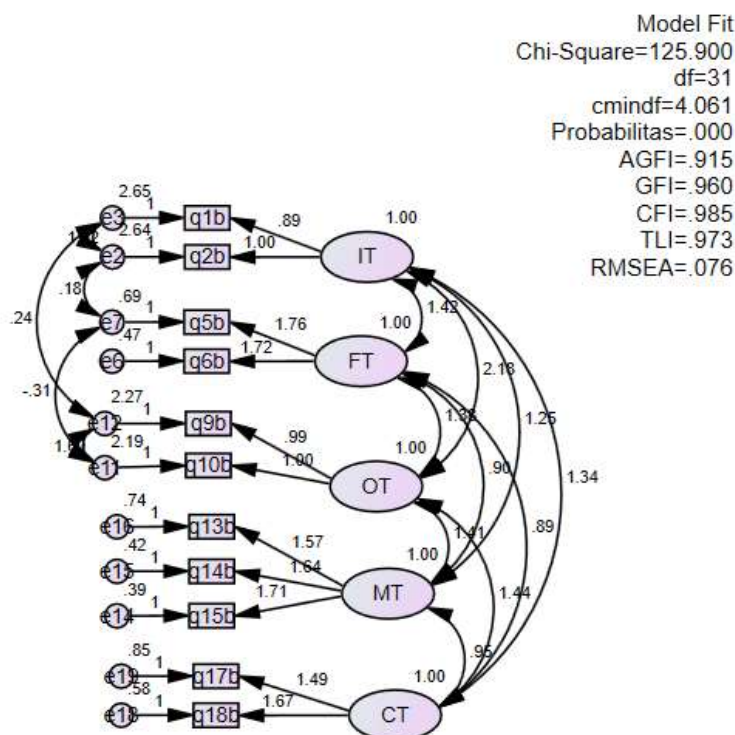 Model Fit
Chi-Square=125.900
df=31
cmindf=4.061
Probabilitas=.000
AGFI=.915
GFI=.960
CFI=.985
TLI=.973
RMSEA=.076
2.65
e3 1 q1b .89 1.00
2.64
e2 1 q2b 1.00 IT
.18
.69 1.42
e7 1 q5b 1.76 1.00
.24 .47
e6 1 q6b 1.72 FT 2.18
-.31
2.27 1.25
e12 1 q9b .99 1.00 .90
2.19
e11 1 q10b 1.00 OT 1.34
.74
e16 1 q13b 1.57 1.00 1.41 .89
.42
e15 1 q14b 1.64
.39 MT 1.44
e14 1 q15b 1.71
.95
.85
e19 1 q17b 1.49 1.00
.58
e18 1 q18b 1.67 CT